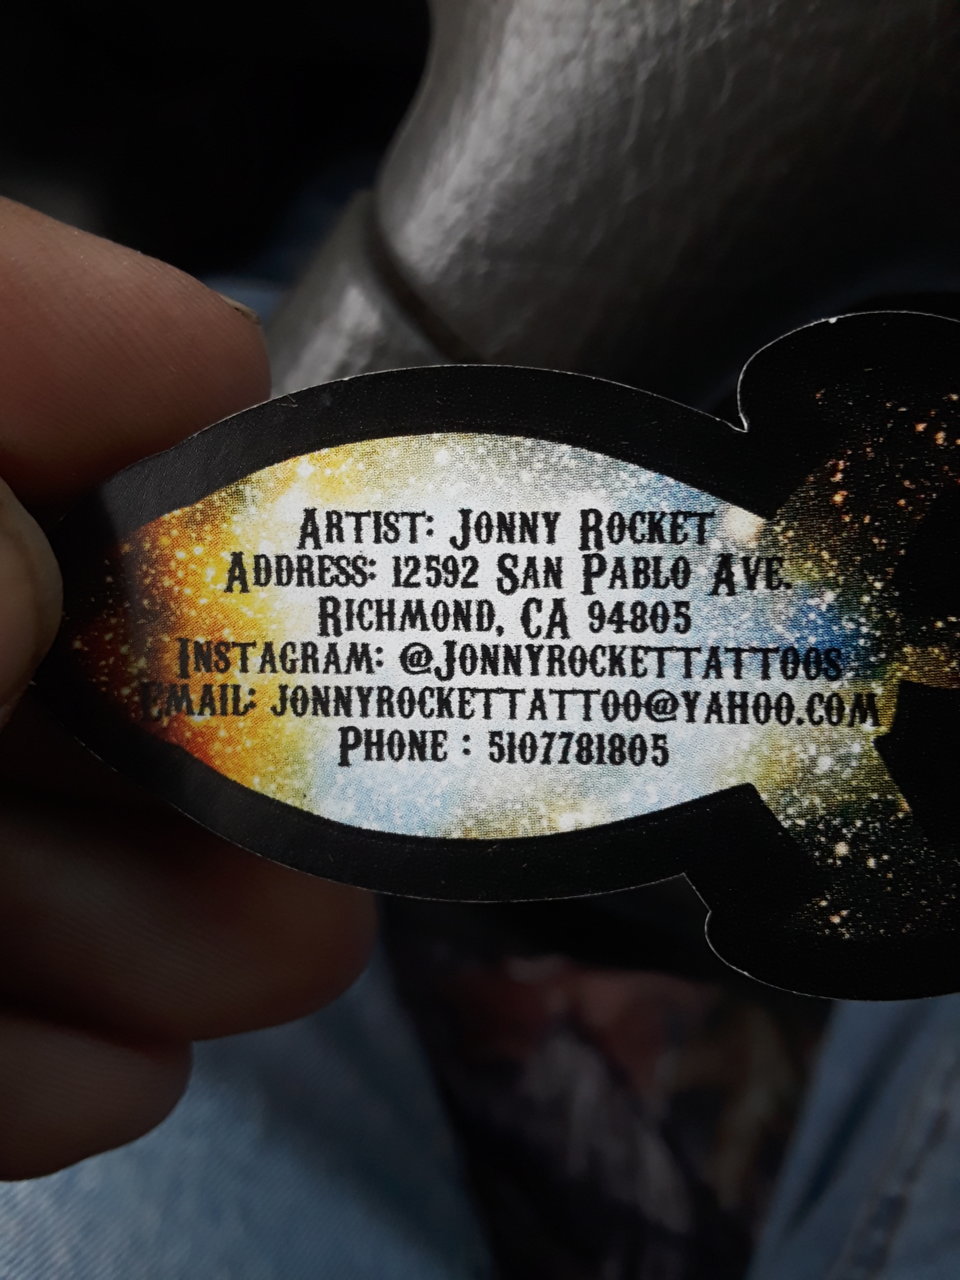 Artist: Jonny Rocket
Address: 12592 San Pablo Ave.
Richmond, CA 94805
Instagram: @Jonnyrockettattoos
Email: jonnyrockettattoo@yahoo.com
Phone : 5107781805